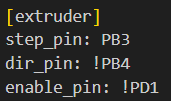 [extruder]
step_pin: PB3
dir_pin: !PB4
enable_pin: !PD1